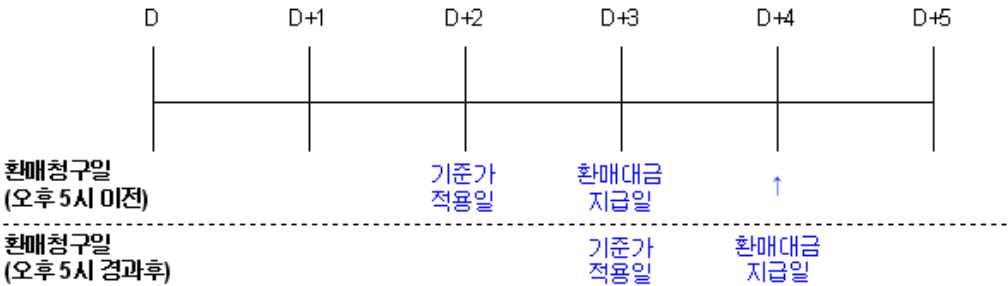 D D+1 D+2 D+3 D+4 D+5
환매청구일 기준가 환매대금 ↑
(오후 5시 이전) 적용일 지급일
환매청구일 기준가 환매대금
(오후 5시 경과후) 적용일 지급일